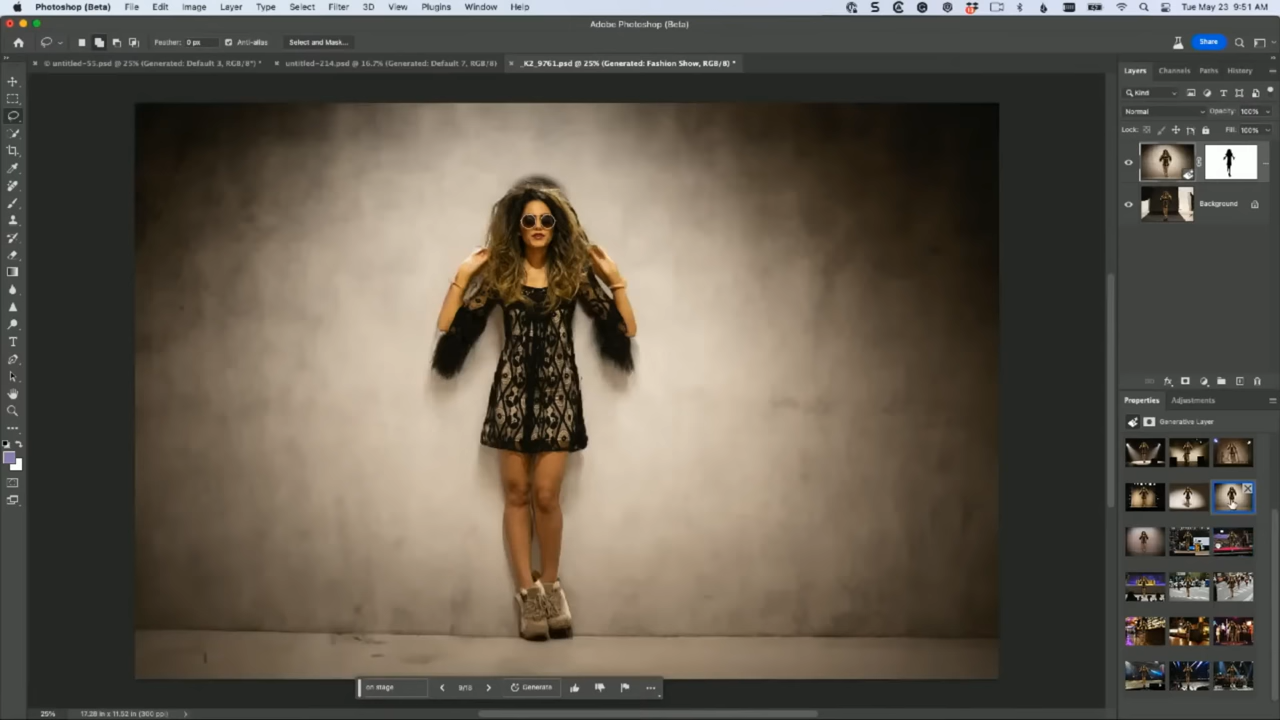 Photoshop (Beta) File Edit Image Layer Type Select Filter 3D View Plugins Window Help Tue May 23 9:51 AM
Adobe Photoshop (Beta)
Feather: 0 px Anti-alias Select and Mask... Share
© untitled-55.psd @ 25% (Generated: Default 3, RGB/8*) * untitled-214.psd @ 16.7% (Generated: Default 7, RGB/8) _K2_9761.psd @ 25% (Generated: Fashion Show, RGB/8) *
Layers Channels Paths History
Kind
Normal Opacity: 100%
Lock: Fill: 100%
Background
Properties Adjustments
Generative Layer
on stage 9/18 Generate
25% 17.28 in x 11.52 in (300 ppi)